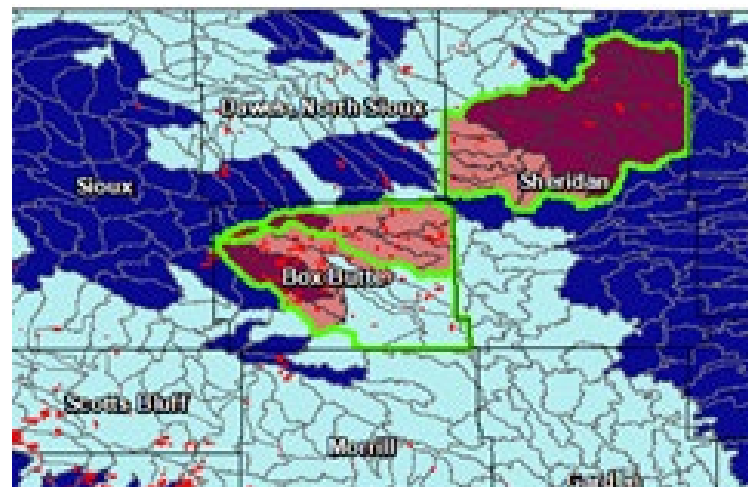 Dawes, North Sioux
Sioux
Sheridan
Box Butte
Scotts Bluff
Morrill